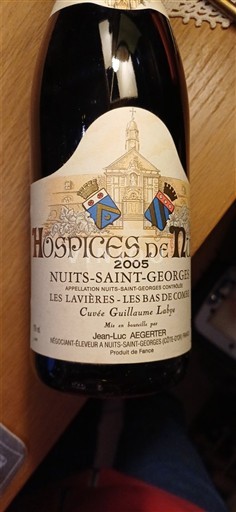 HOSPICES DE
2005
NUITS-SAINT-GEORGES
APPELLATION NUITS-SAINT-GEORGES CONTRÔLÉE
LES LAVIÈRES - LES BAS DE COMBE
Cuvée Guillaume Labye
Mis en bouteille par
Jean-Luc AEGERTER
NÉGOCIANT-ÉLEVEUR A NUITS-SAINT-GEORGES (CÔTE-D'OR)
Produit de France